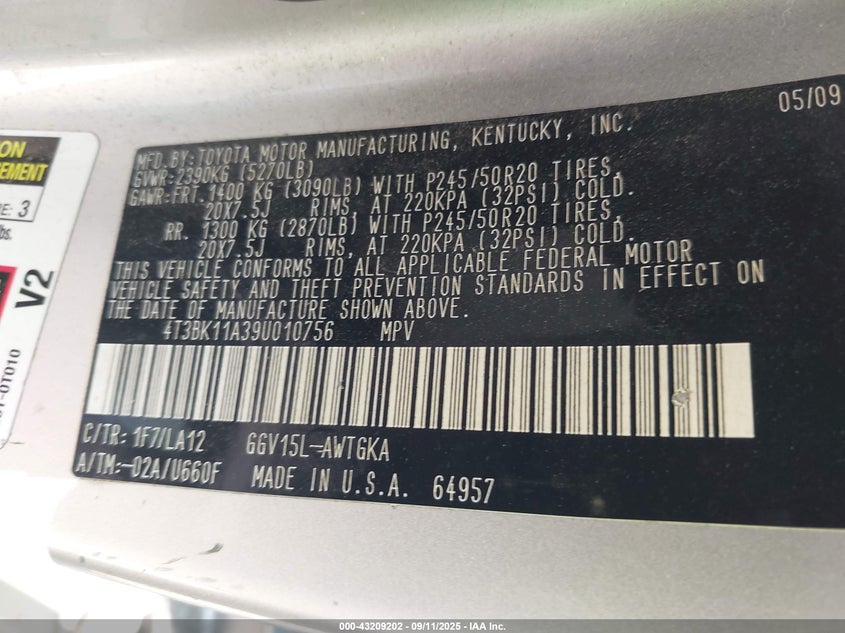 05/09
MFD. BY: TOYOTA MOTOR MANUFACTURING, KENTUCKY, INC.
GVWR: 2390KG (5270LB)
GAWR: FRT. 1400 KG (3090LB) WITH P245/50R20 TIRES,
20X7.5J RIMS, AT 220KPA (32PSI) COLD.
RR. 1300 KG (2870LB) WITH P245/50R20 TIRES,
20X7.5J RIMS, AT 220KPA (32PSI) COLD.
THIS VEHICLE CONFORMS TO ALL APPLICABLE FEDERAL MOTOR
VEHICLE SAFETY AND THEFT PREVENTION STANDARDS IN EFFECT ON
THE DATE OF MANUFACTURE SHOWN ABOVE.
4T3BK11A39U010756 MPV
C/TR: 1F7/LA12 GGV15L-AWTGKA
A/TM: -02A/U660F MADE IN U.S.A. 64957
ON
EMENT
E: 3
lbs.
V2
-0T010
000-43209202 - 09/11/2025 - IAA Inc.